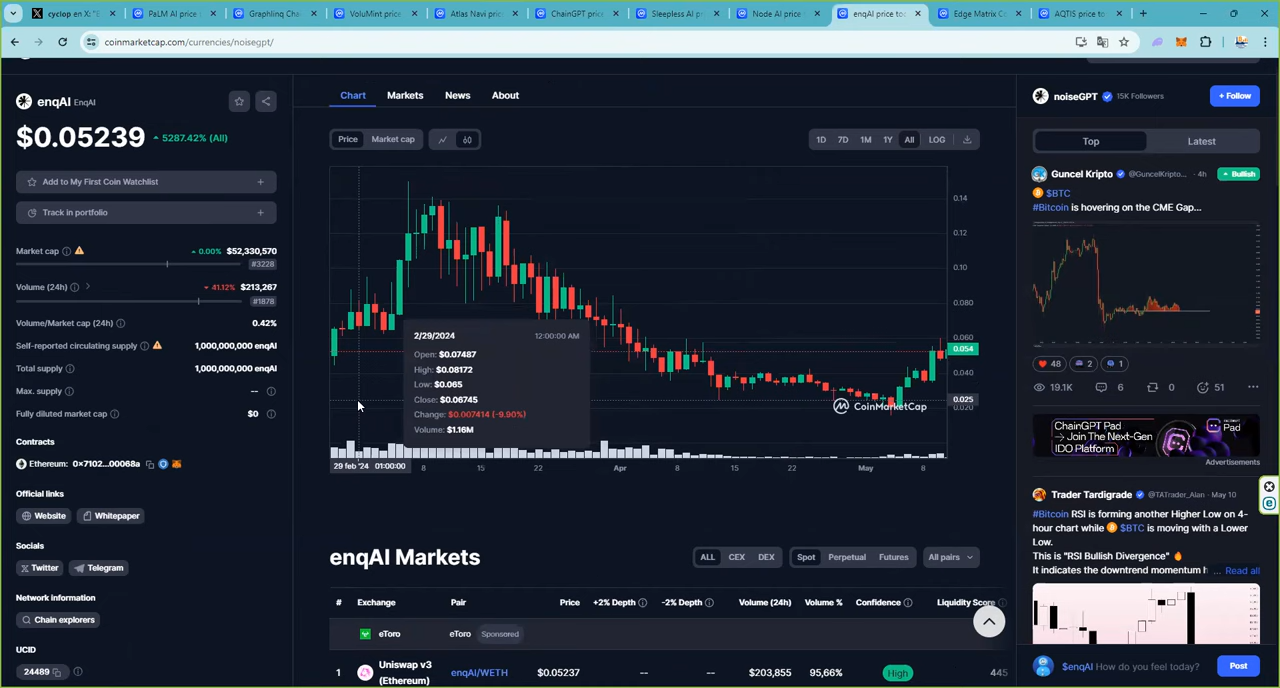 cyclop en X: "E
PaLM AI price
Graphlinq Cha
VoluMint price
Atlas Navi pric
ChainGPT pric
Sleepless AI pr
Node AI price
enqAI price to
Edge Matrix C
AQTIS price to
coinmarketcap.com/currencies/noisegpt/
enqAI EnqAI
$0.05239 5287.42% (All)
Add to My First Coin Watchlist +
Track in portfolio +
Market cap 0.00% $52,330,570
#3228
Volume (24h) 41.12% $213,267
#1878
Volume/Market cap (24h) 0.42%
Self-reported circulating supply 1,000,000,000 enqAI
Total supply 1,000,000,000 enqAI
Max. supply --
Fully diluted market cap $0
Contracts
Ethereum: 0x7102...00068a
Official links
Website Whitepaper
Socials
Twitter Telegram
Network information
Chain explorers
UCID
24489
Chart Markets News About
Price Market cap
1D 7D 1M 1Y All LOG
0.14
0.12
0.10
0.080
0.060
0.054
0.040
0.025
0.020
2/29/2024 12:00:00 AM
Open: $0.07487
High: $0.08172
Low: $0.065
Close: $0.06745
Change: $0.007414 (-9.90%)
Volume: $1.16M
CoinMarketCap
29 feb '24 01:00:00 8 15 22 Apr 8 15 22 May 8
enqAI Markets
ALL CEX DEX Spot Perpetual Futures All pairs
# Exchange Pair Price +2% Depth -2% Depth Volume (24h) Volume % Confidence Liquidity Score
eToro eToro Sponsored
1 Uniswap v3 (Ethereum) enqAI/WETH $0.05237 -- -- $203,855 95,66% High 445
noiseGPT 15K Followers + Follow
Top Latest
Guncel Kripto @GuncelKripto... · 4h Bullish
$BTC
#Bitcoin is hovering on the CME Gap...
48 2 1
19.1K 6 0 51
ChainGPT Pad
→ Join The Next-Gen
IDO Platform
Pad
Advertisements
Trader Tardigrade @TATrader_Alan · May 10
#Bitcoin RSI is forming another Higher Low on 4-
hour chart while $BTC is moving with a Lower
Low.
This is "RSI Bullish Divergence"
It indicates the downtrend momentum h ... Read all
$enqAI How do you feel today? Post